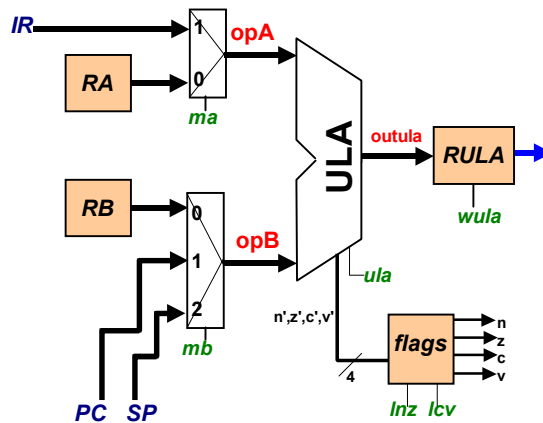 IR
1
opA
RA
0
ma
ULA
outula
RULA
wula
RB
0
opB
1
ula
2
mb
n',z',c',v'
4
flags
n
z
c
v
lnz lcv
PC SP